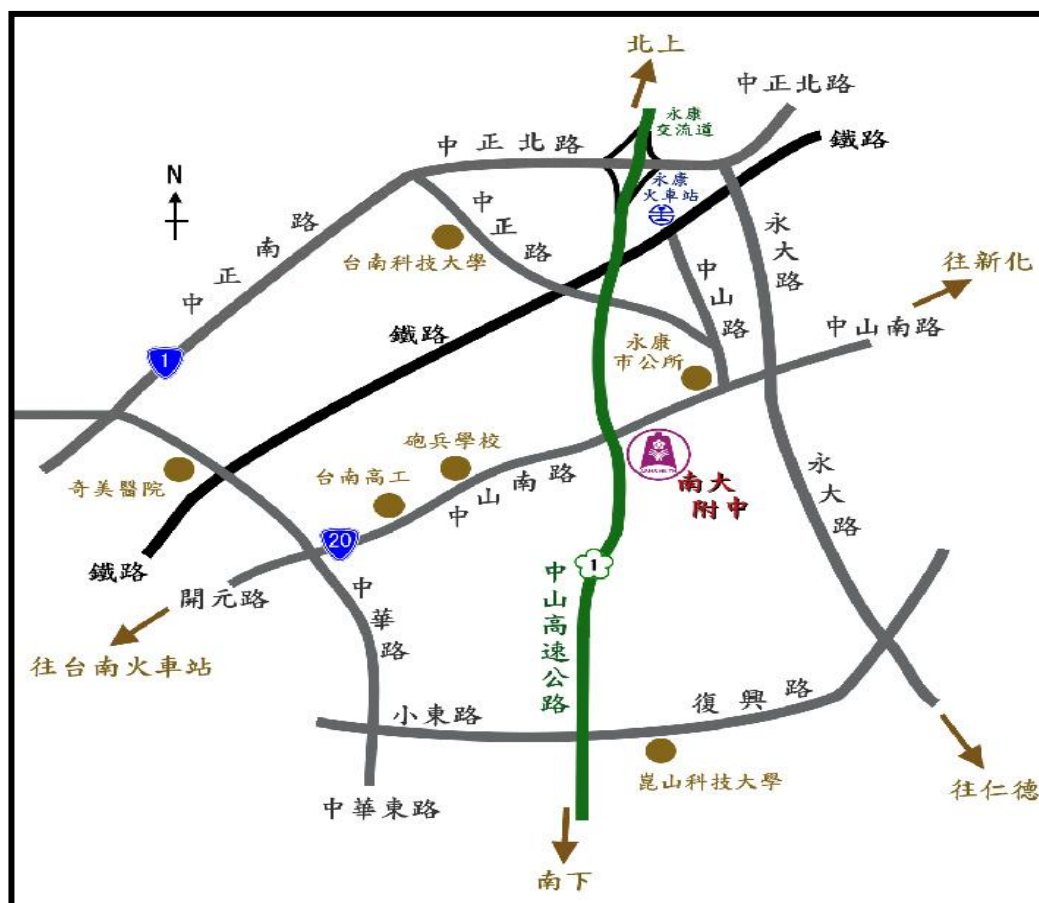 北上
中正北路
永康
交流道
中正北路
鐵路
N
永康
火車站
中正南路
中正路
台南科技大學
永大路
往新化
中山路
中山南路
鐵路
永康
市公所
1
砲兵學校
奇美醫院
台南高工
中山南路
南大
附中
永大路
20
鐵路
開元路
中華路
1
中山高速公路
往台南火車站
小東路
復興路
崑山科技大學
往仁德
中華東路
南下